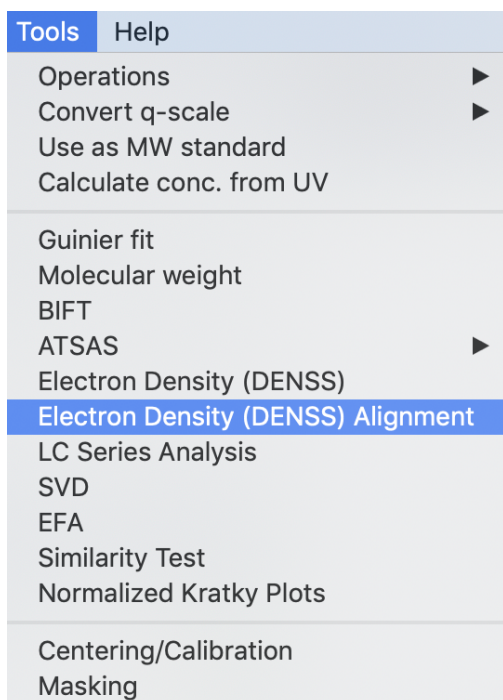 Tools Help
Operations
Convert q-scale
Use as MW standard
Calculate conc. from UV
Guinier fit
Molecular weight
BIFT
ATSAS
Electron Density (DENSS)
Electron Density (DENSS) Alignment
LC Series Analysis
SVD
EFA
Similarity Test
Normalized Kratky Plots
Centering/Calibration
Masking